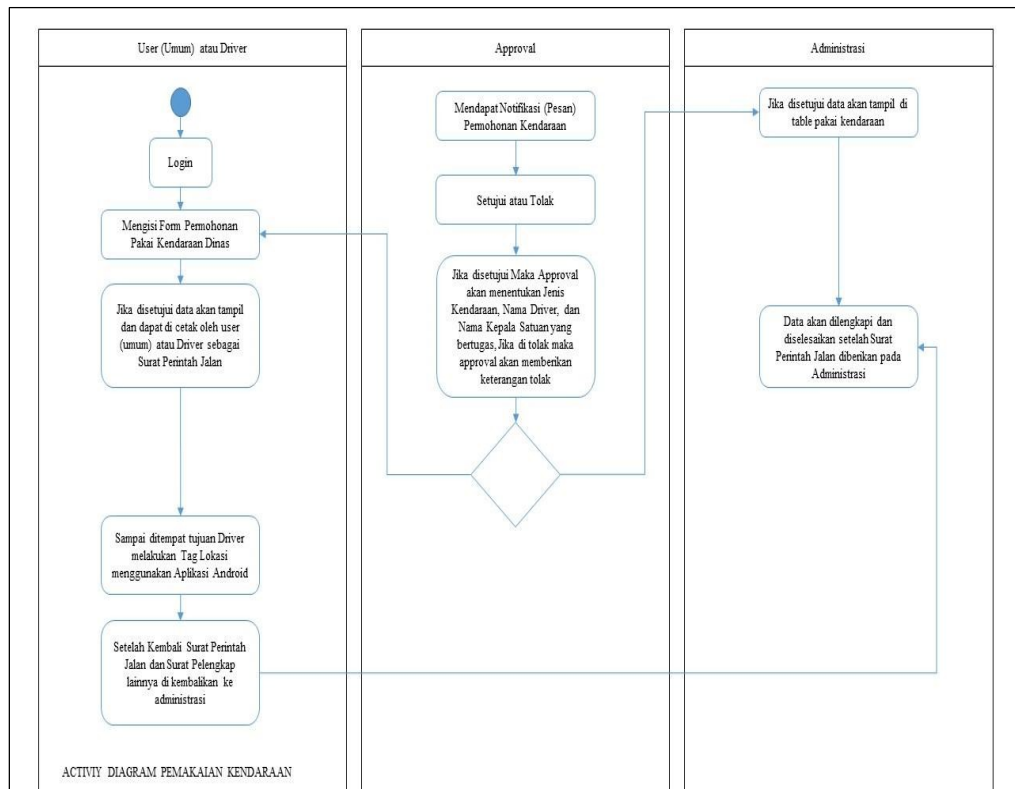 User (Umum) atau Driver
Approval
Administrasi
Login
Mengisi Form Permohonan
Pakai Kendaraan Dinas
Jika disetujui data akan tampil
dan dapat di cetak oleh user
(umum) atau Driver sebagai
Surat Perintah Jalan
Sampai ditempat tujuan Driver
melakukan Tag Lokasi
menggunakan Aplikasi Android
Setelah Kembali Surat Perintah
Jalan dan Surat Pelengkap
lainnya di kembalikan ke
administrasi
Mendapat Notifikasi (Pesan)
Permohonan Kendaraan
Setujui atau Tolak
Jika disetujui Maka Approval
akan menentukan Jenis
Kendaraan, Nama Driver, dan
Nama Kepala Satuan yang
bertugas, Jika di tolak maka
approval akan memberikan
keterangan tolak
Jika disetujui data akan tampil di
table pakai kendaraan
Data akan dilengkapi dan
diselesaikan setelah Surat
Perintah Jalan diberikan pada
Administrasi
ACTIVIY DIAGRAM PEMAKAIAN KENDARAAN